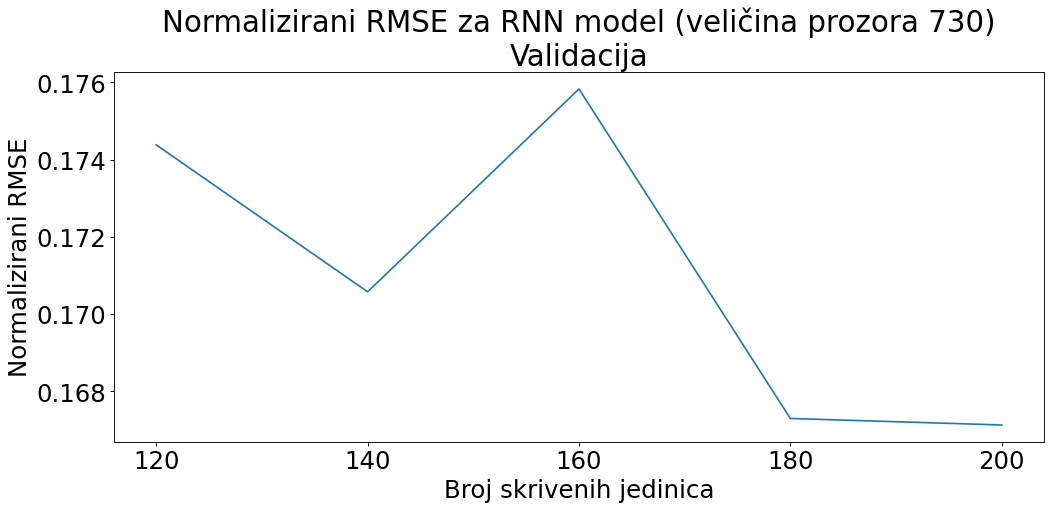 Normalizirani RMSE za RNN model (veličina prozora 730)
Validacija
Normalizirani RMSE
0.176
0.174
0.172
0.170
0.168
120 140 160 180 200
Broj skrivenih jedinica